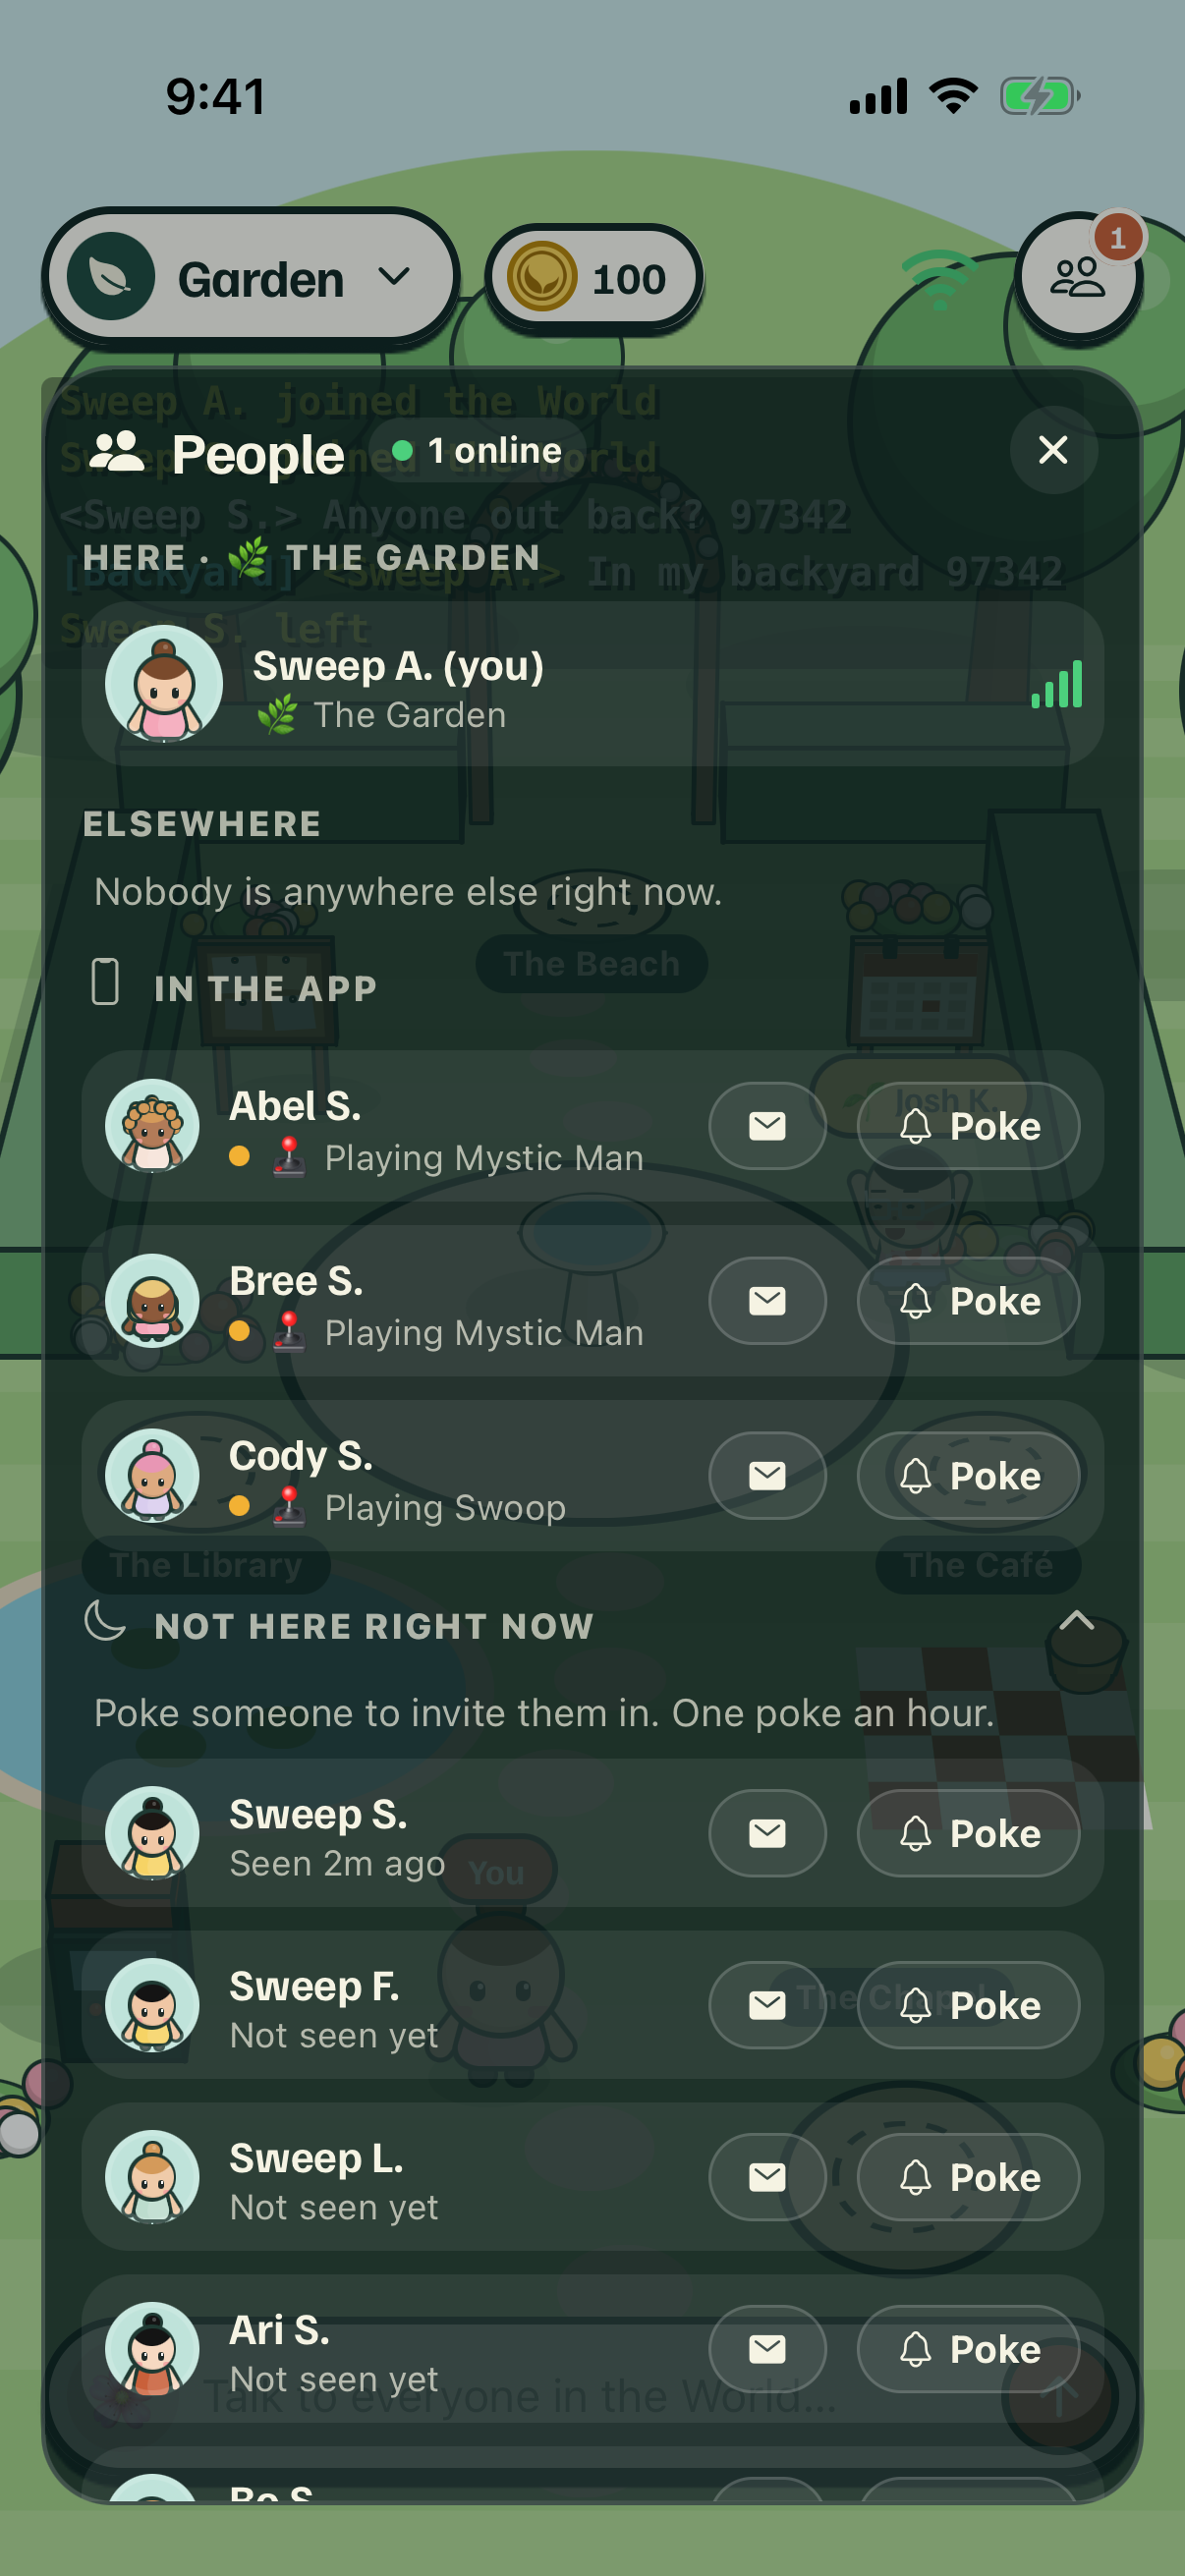 9:41
Garden
100
1
Sweep A. joined the World
People
1 online
<Sweep S.> Anyone out back? 97342
HERE · 🌿 THE GARDEN
[Backyard] <Sweep A.> In my backyard 97342
Sweep S. left
Sweep A. (you)
🌿 The Garden
ELSEWHERE
Nobody is anywhere else right now.
The Beach
IN THE APP
Josh K.
Abel S.
Poke
🕹️ Playing Mystic Man
Bree S.
Poke
🕹️ Playing Mystic Man
Cody S.
Poke
🕹️ Playing Swoop
The Library
The Café
NOT HERE RIGHT NOW
Poke someone to invite them in. One poke an hour.
Sweep S.
Poke
Seen 2m ago
You
Sweep F.
Poke
Not seen yet
Sweep L.
Poke
Not seen yet
Ari S.
Poke
Not seen yet
Talk to everyone in the World...